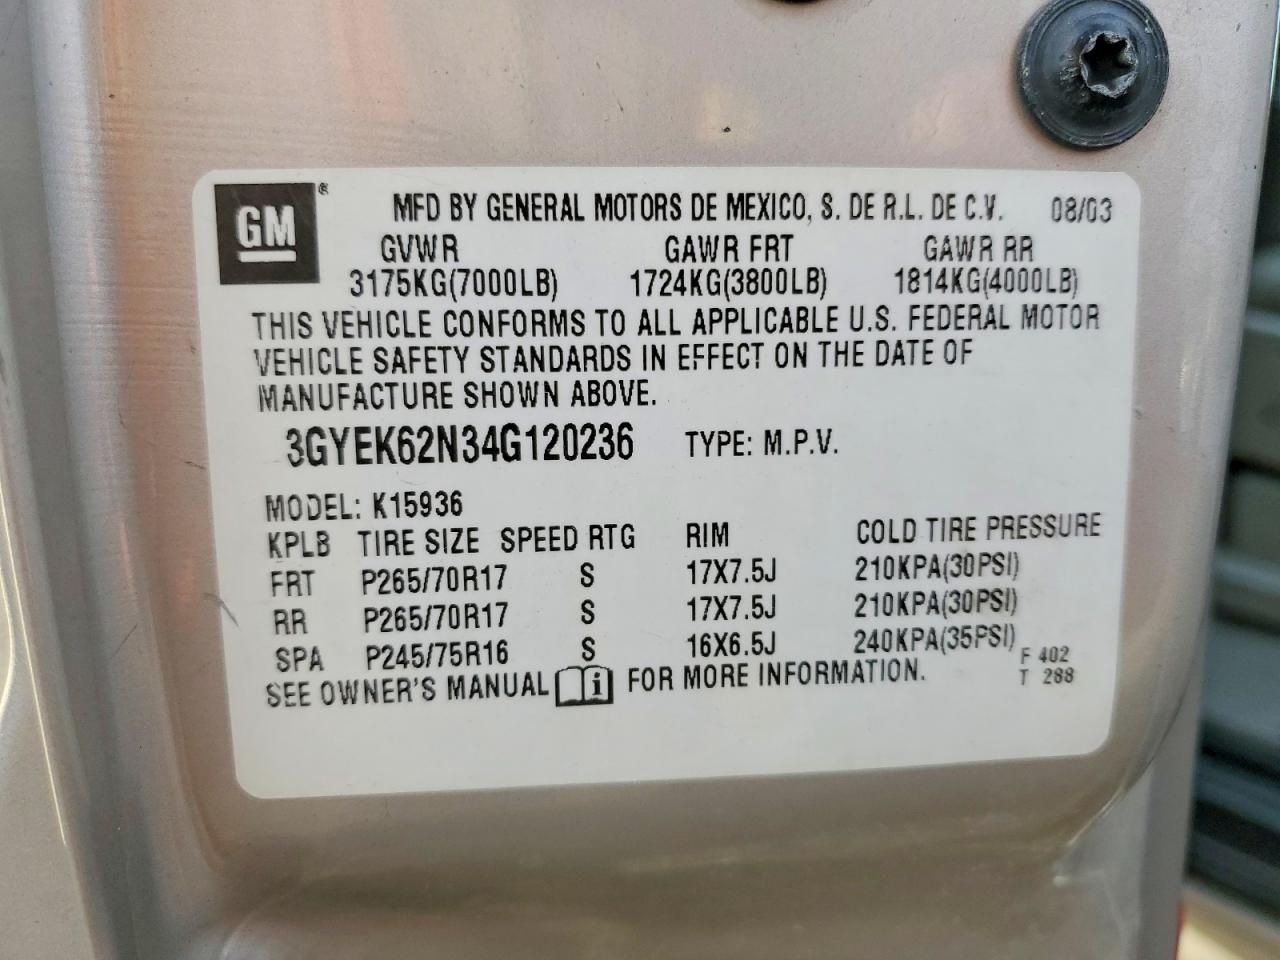 GM ® MFD BY GENERAL MOTORS DE MEXICO, S. DE R.L. DE C.V. 08/03
GVWR GAWR FRT GAWR RR
3175KG(7000LB) 1724KG(3800LB) 1814KG(4000LB)
THIS VEHICLE CONFORMS TO ALL APPLICABLE U.S. FEDERAL MOTOR
VEHICLE SAFETY STANDARDS IN EFFECT ON THE DATE OF
MANUFACTURE SHOWN ABOVE.
3GYEK62N34G120236 TYPE: M.P.V.
MODEL: K15936
KPLB TIRE SIZE SPEED RTG RIM COLD TIRE PRESSURE
FRT P265/70R17 S 17X7.5J 210KPA(30PSI)
RR P265/70R17 S 17X7.5J 210KPA(30PSI)
SPA P245/75R16 S 16X6.5J 240KPA(35PSI) F 402
SEE OWNER'S MANUAL i FOR MORE INFORMATION. T 288